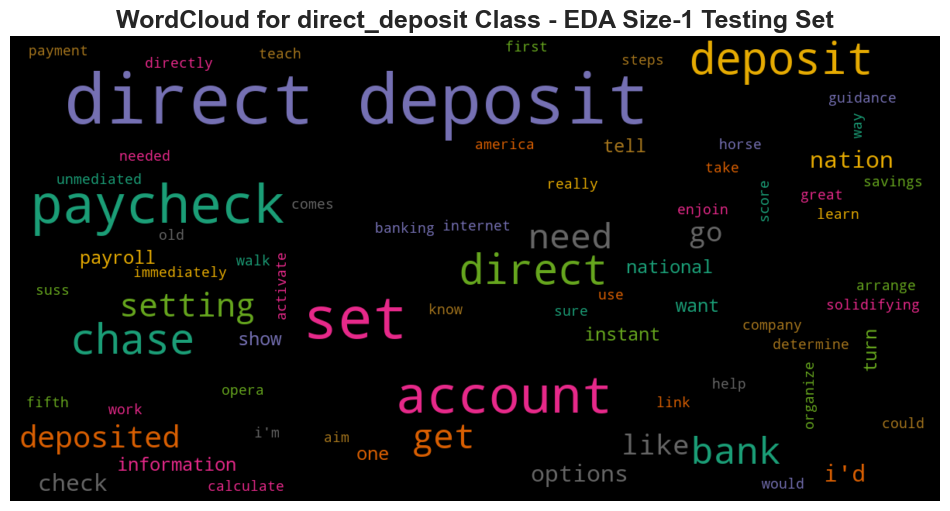 WordCloud for direct_deposit Class - EDA Size-1 Testing Set
payment
directly
teach
first
steps
deposit
direct deposit
guidance
way
needed
america
tell
horse
nation
unmediated
really
take
savings
paycheck
comes
score
great
enjoin
learn
old
banking
internet
need
go
payroll
immediately
walk
activate
direct
national
suss
setting
know
use
arrange
solidifying
want
sure
set
chase
show
instant
company
determine
turn
opera
account
help
organize
fifth
work
link
could
deposited
i'm
aim
get
one
like
bank
information
check
calculate
options
would
i'd